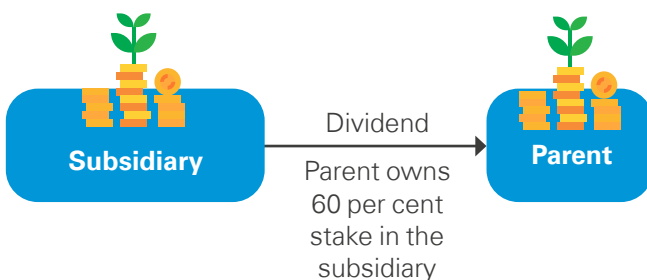 Subsidiary
Dividend
Parent owns
60 per cent
stake in the
subsidiary
Parent